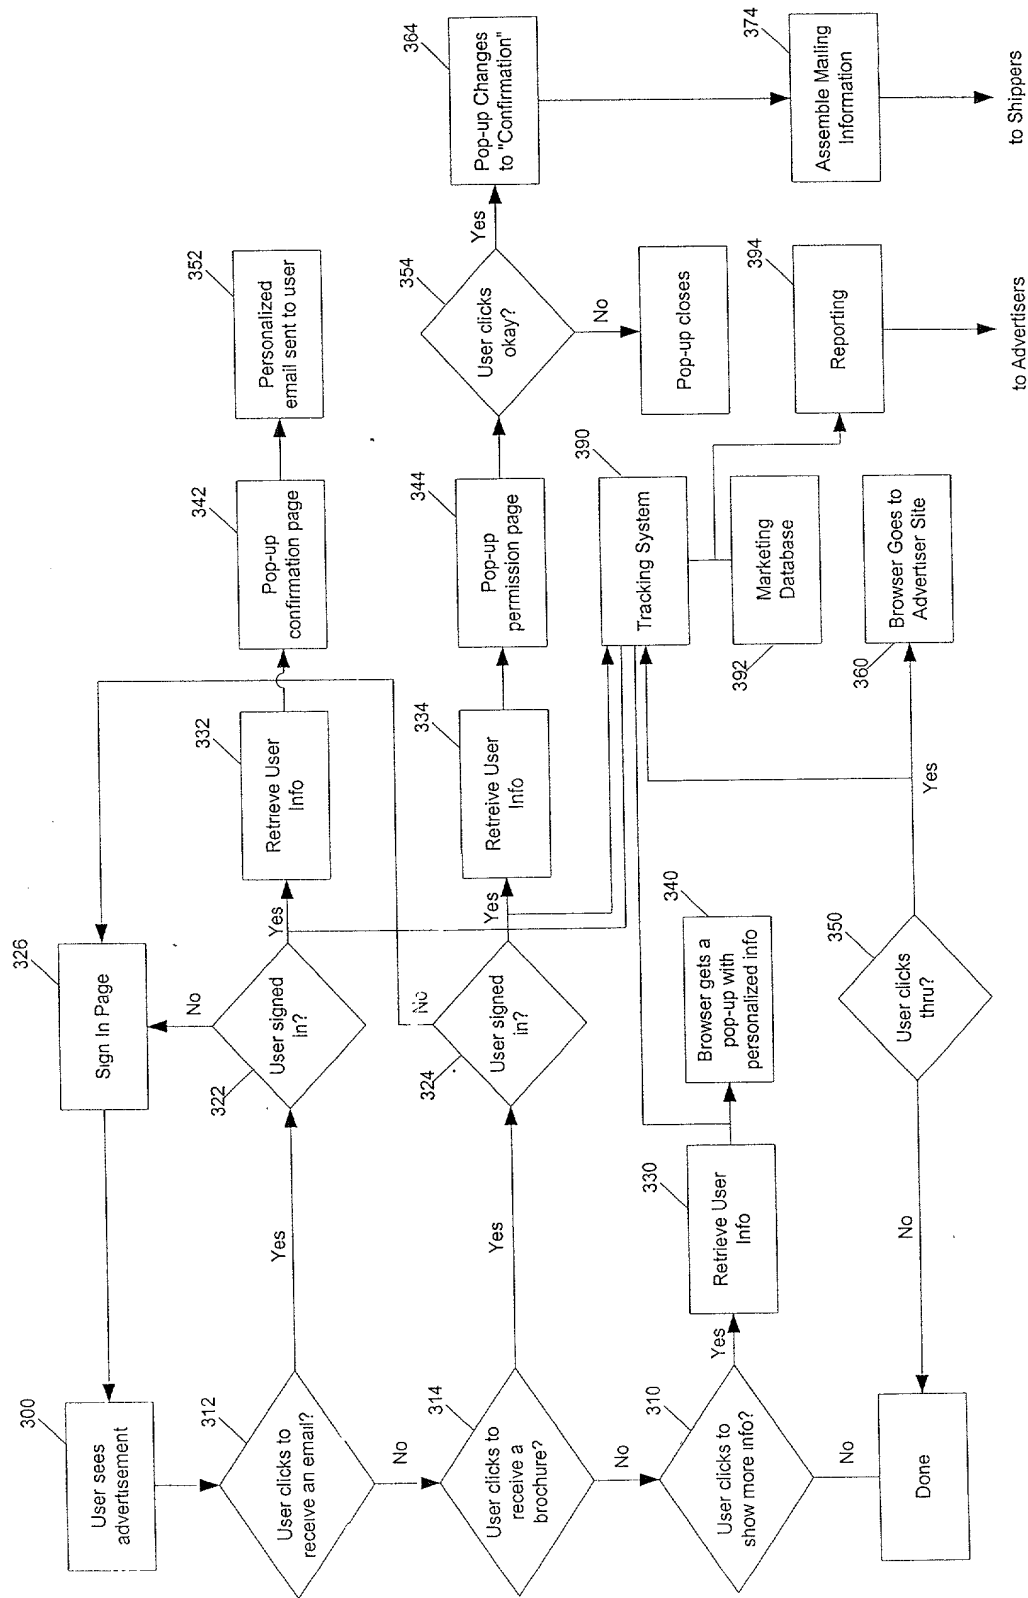 300
User sees
advertisement
326
Sign In Page
312
User clicks to
receive an email?
Yes
No
322
User signed
in?
No
Yes
332
Retrieve User
Info
342
Pop-up
confirmation page
352
Personalized
email sent to user
314
User clicks to
receive a
brochure?
Yes
No
324
User signed
in?
No
Yes
334
Retreive User
Info
344
Pop-up
permission page
354
User clicks
okay?
Yes
No
364
Pop-up Changes
to "Confirmation"
Pop-up closes
310
User clicks to
show more info?
Yes
No
330
Retrieve User
Info
340
Browser gets a
pop-up with
personalized info
390
Tracking System
Marketing
Database
392
394
Reporting
to Advertisers
374
Assemble Mailing
Information
to Shippers
Done
No
350
User clicks
thru?
Yes
360
Browser Goes to
Advertiser Site